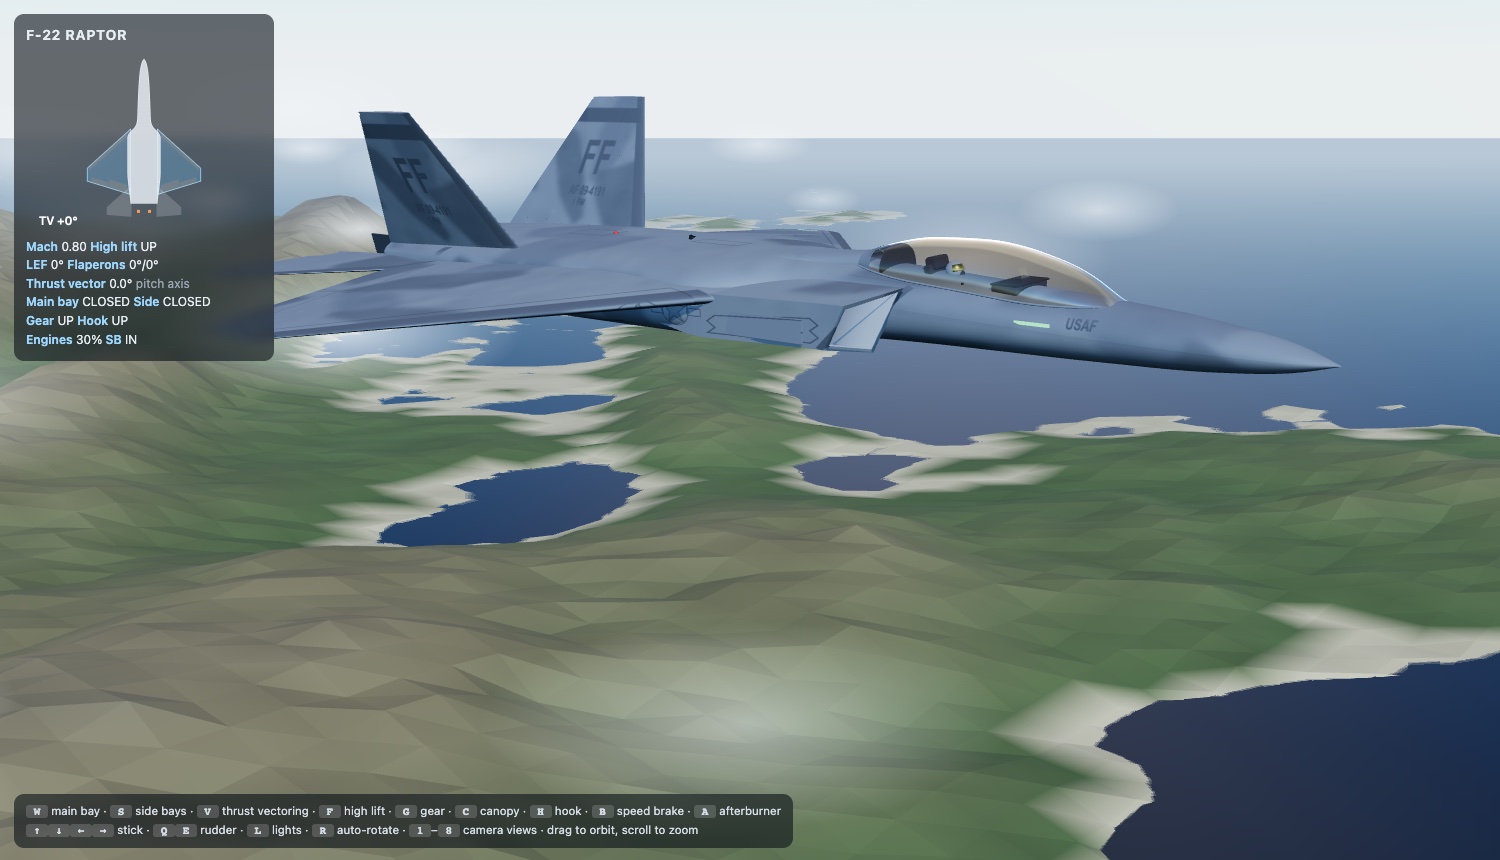 F-22 RAPTOR
TV +0°
Mach 0.80 High lift UP
LEF 0° Flaperons 0°/0°
Thrust vector 0.0° pitch axis
Main bay CLOSED Side CLOSED
Gear UP Hook UP
Engines 30% SB IN
FF
FF
USAF
W main bay · S side bays · V thrust vectoring · F high lift · G gear · C canopy · H hook · B speed brake · A afterburner
↑ ↓ ← → stick · Q E rudder · L lights · R auto-rotate · 1 – 8 camera views · drag to orbit, scroll to zoom